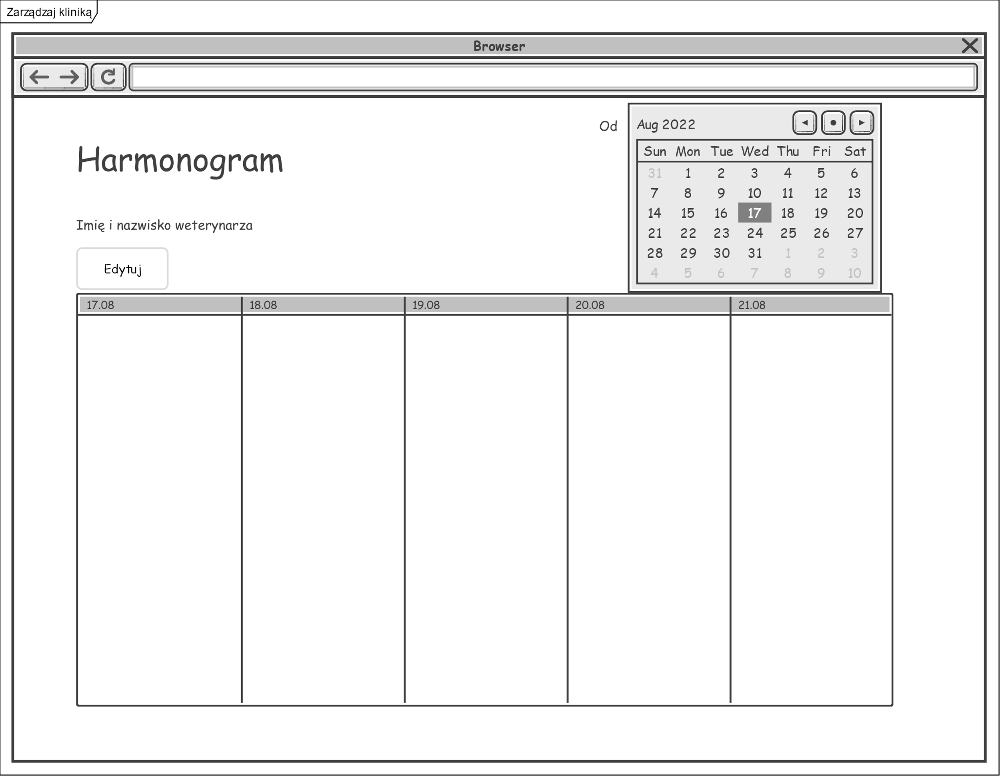 Zarządzaj kliniką
Browser
Od
Aug 2022
Harmonogram
Sun Mon Tue Wed Thu Fri Sat
31 1 2 3 4 5 6
7 8 9 10 11 12 13
14 15 16 17 18 19 20
21 22 23 24 25 26 27
28 29 30 31 1 2 3
4 5 6 7 8 9 10
Imię i nazwisko weterynarza
Edytuj
17.08 18.08 19.08 20.08 21.08